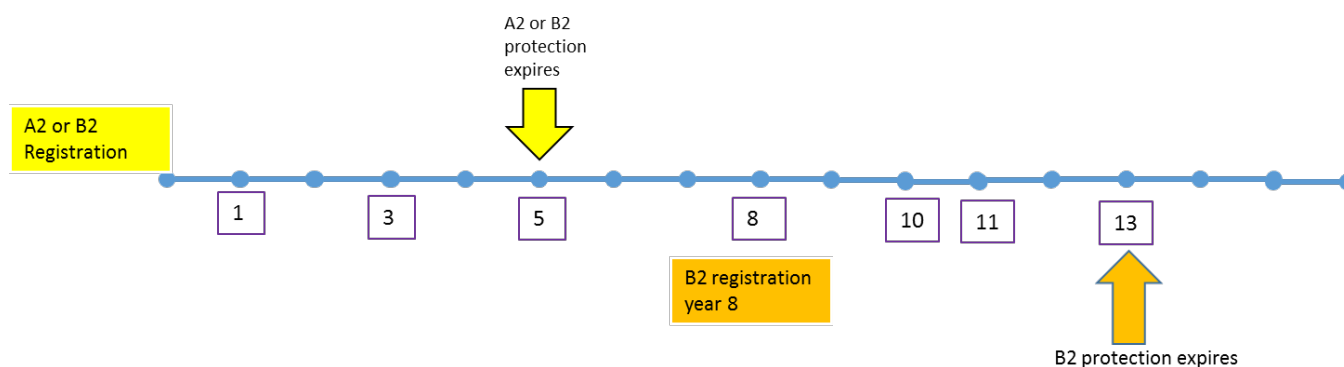 A2 or B2
protection
expires
A2 or B2
Registration
1
3
5
8
10
11
13
B2 registration
year 8
B2 protection expires